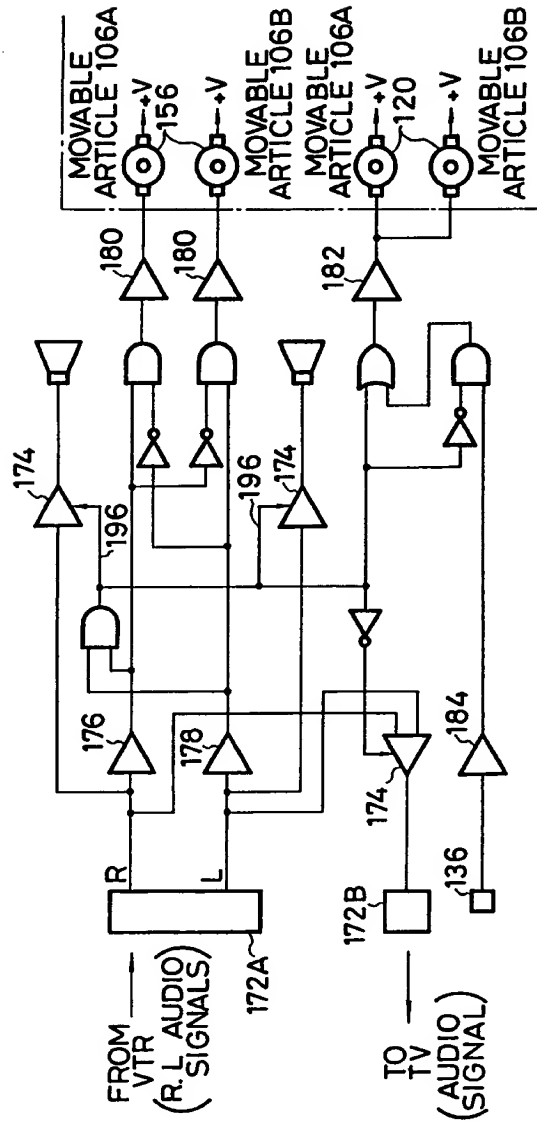 FROM
VTR
(R. L AUDIO
SIGNALS)
172A
R
L
176
178
174
196
196
174
180
180
MOVABLE
ARTICLE 106A
+V
156
+V
MOVABLE
ARTICLE 106B
MOVABLE
ARTICLE 106A
+V
120
+V
MOVABLE
ARTICLE 106B
182
TO
TV
(AUDIO
SIGNAL)
172B
174
136
184